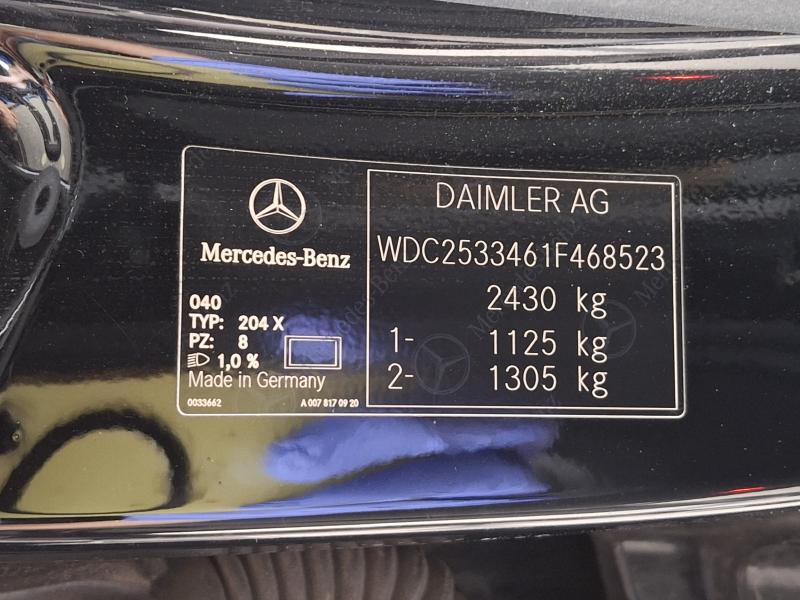 Mercedes-Benz
040
TYP: 204 X
PZ: 8
1,0 %
Made in Germany
0033662 A 007 817 09 20
DAIMLER AG
WDC2533461F468523
2430 kg
1- 1125 kg
2- 1305 kg